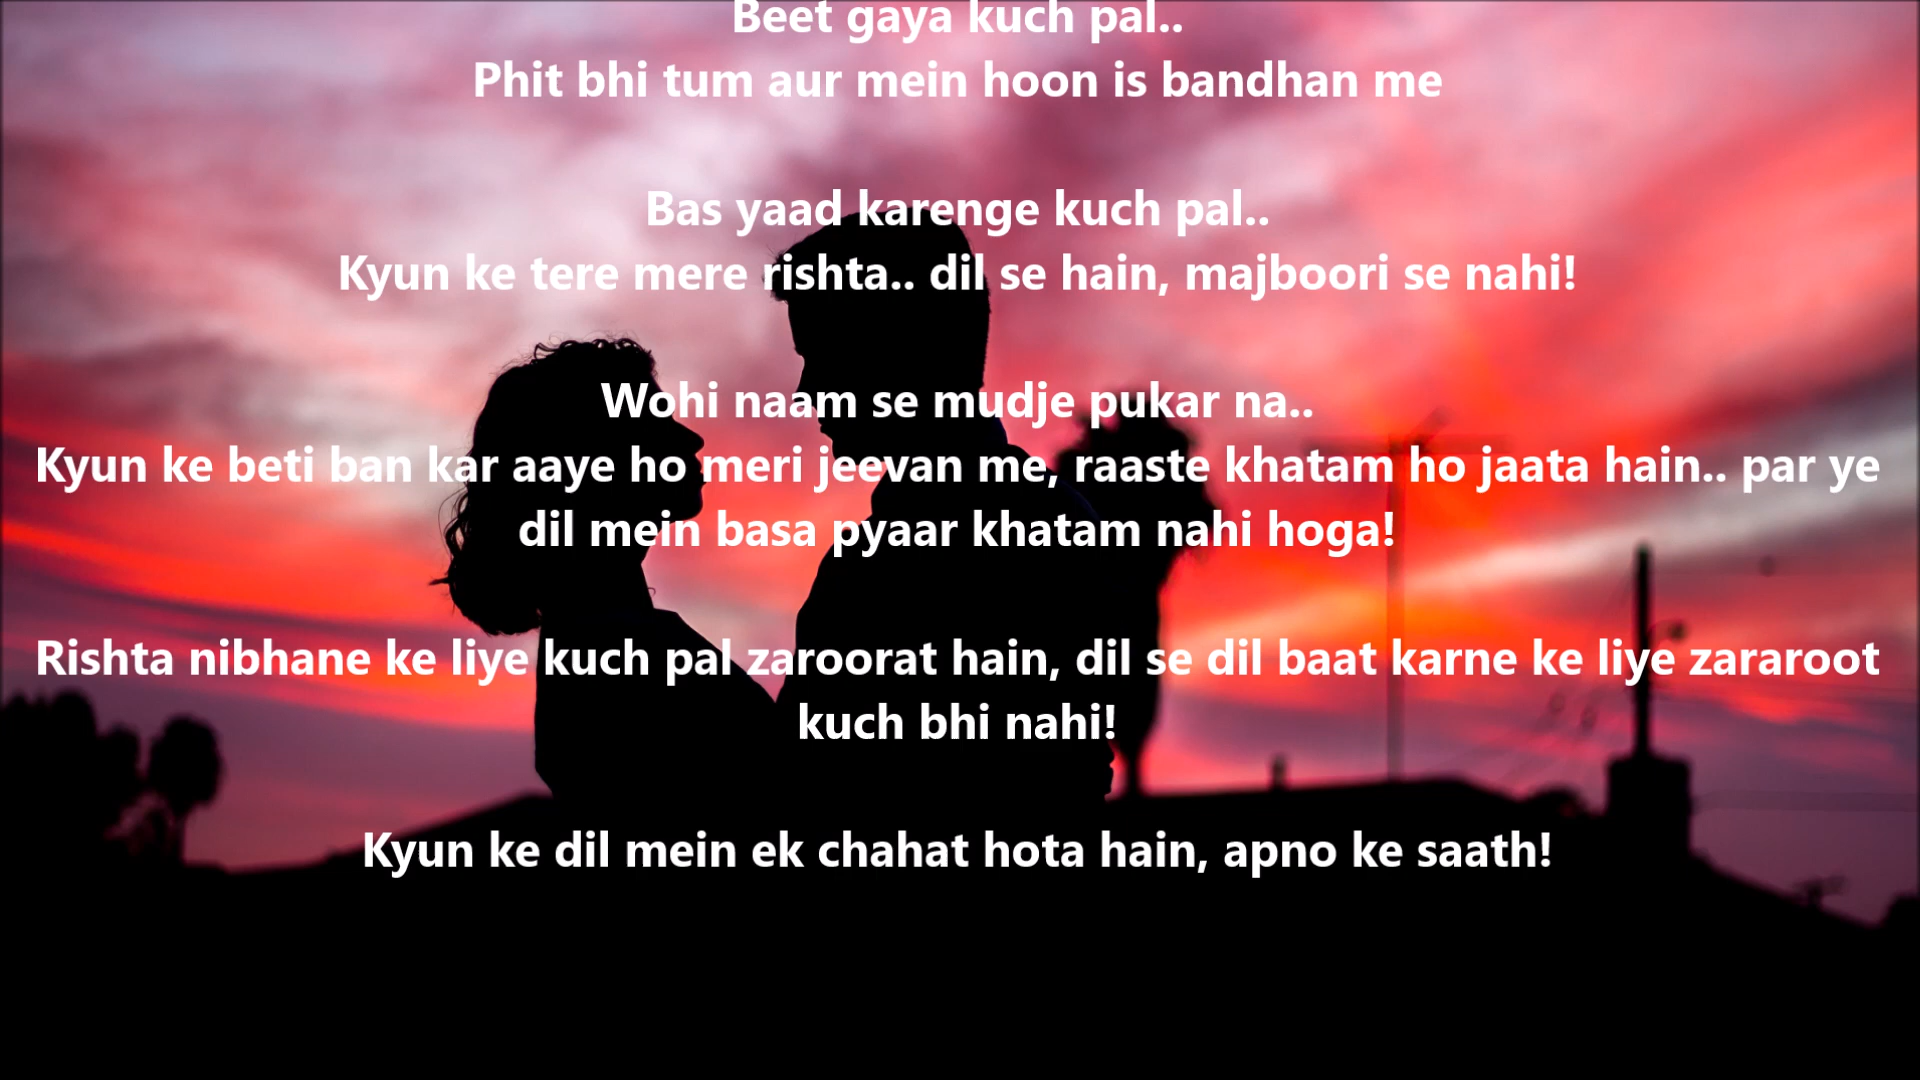 Beet gaya kuch pal..
Phit bhi tum aur mein hoon is bandhan me
Bas yaad karenge kuch pal..
Kyun ke tere mere rishta.. dil se hain, majboori se nahi!
Wohi naam se mudje pukar na..
Kyun ke beti ban kar aaye ho meri jeevan me, raaste khatam ho jaata hain.. par ye
dil mein basa pyaar khatam nahi hoga!
Rishta nibhane ke liye kuch pal zaroorat hain, dil se dil baat karne ke liye zararoot
kuch bhi nahi!
Kyun ke dil mein ek chahat hota hain, apno ke saath!